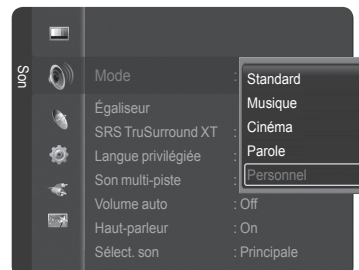 Son
Mode :
Standard
Musique
Cinéma
Parole
Personnel
Égaliseur
SRS TruSurround XT :
Langue privilégiée :
Son multi-piste :
Volume auto : Off
Haut-parleur : On
Sélect. son : Principale